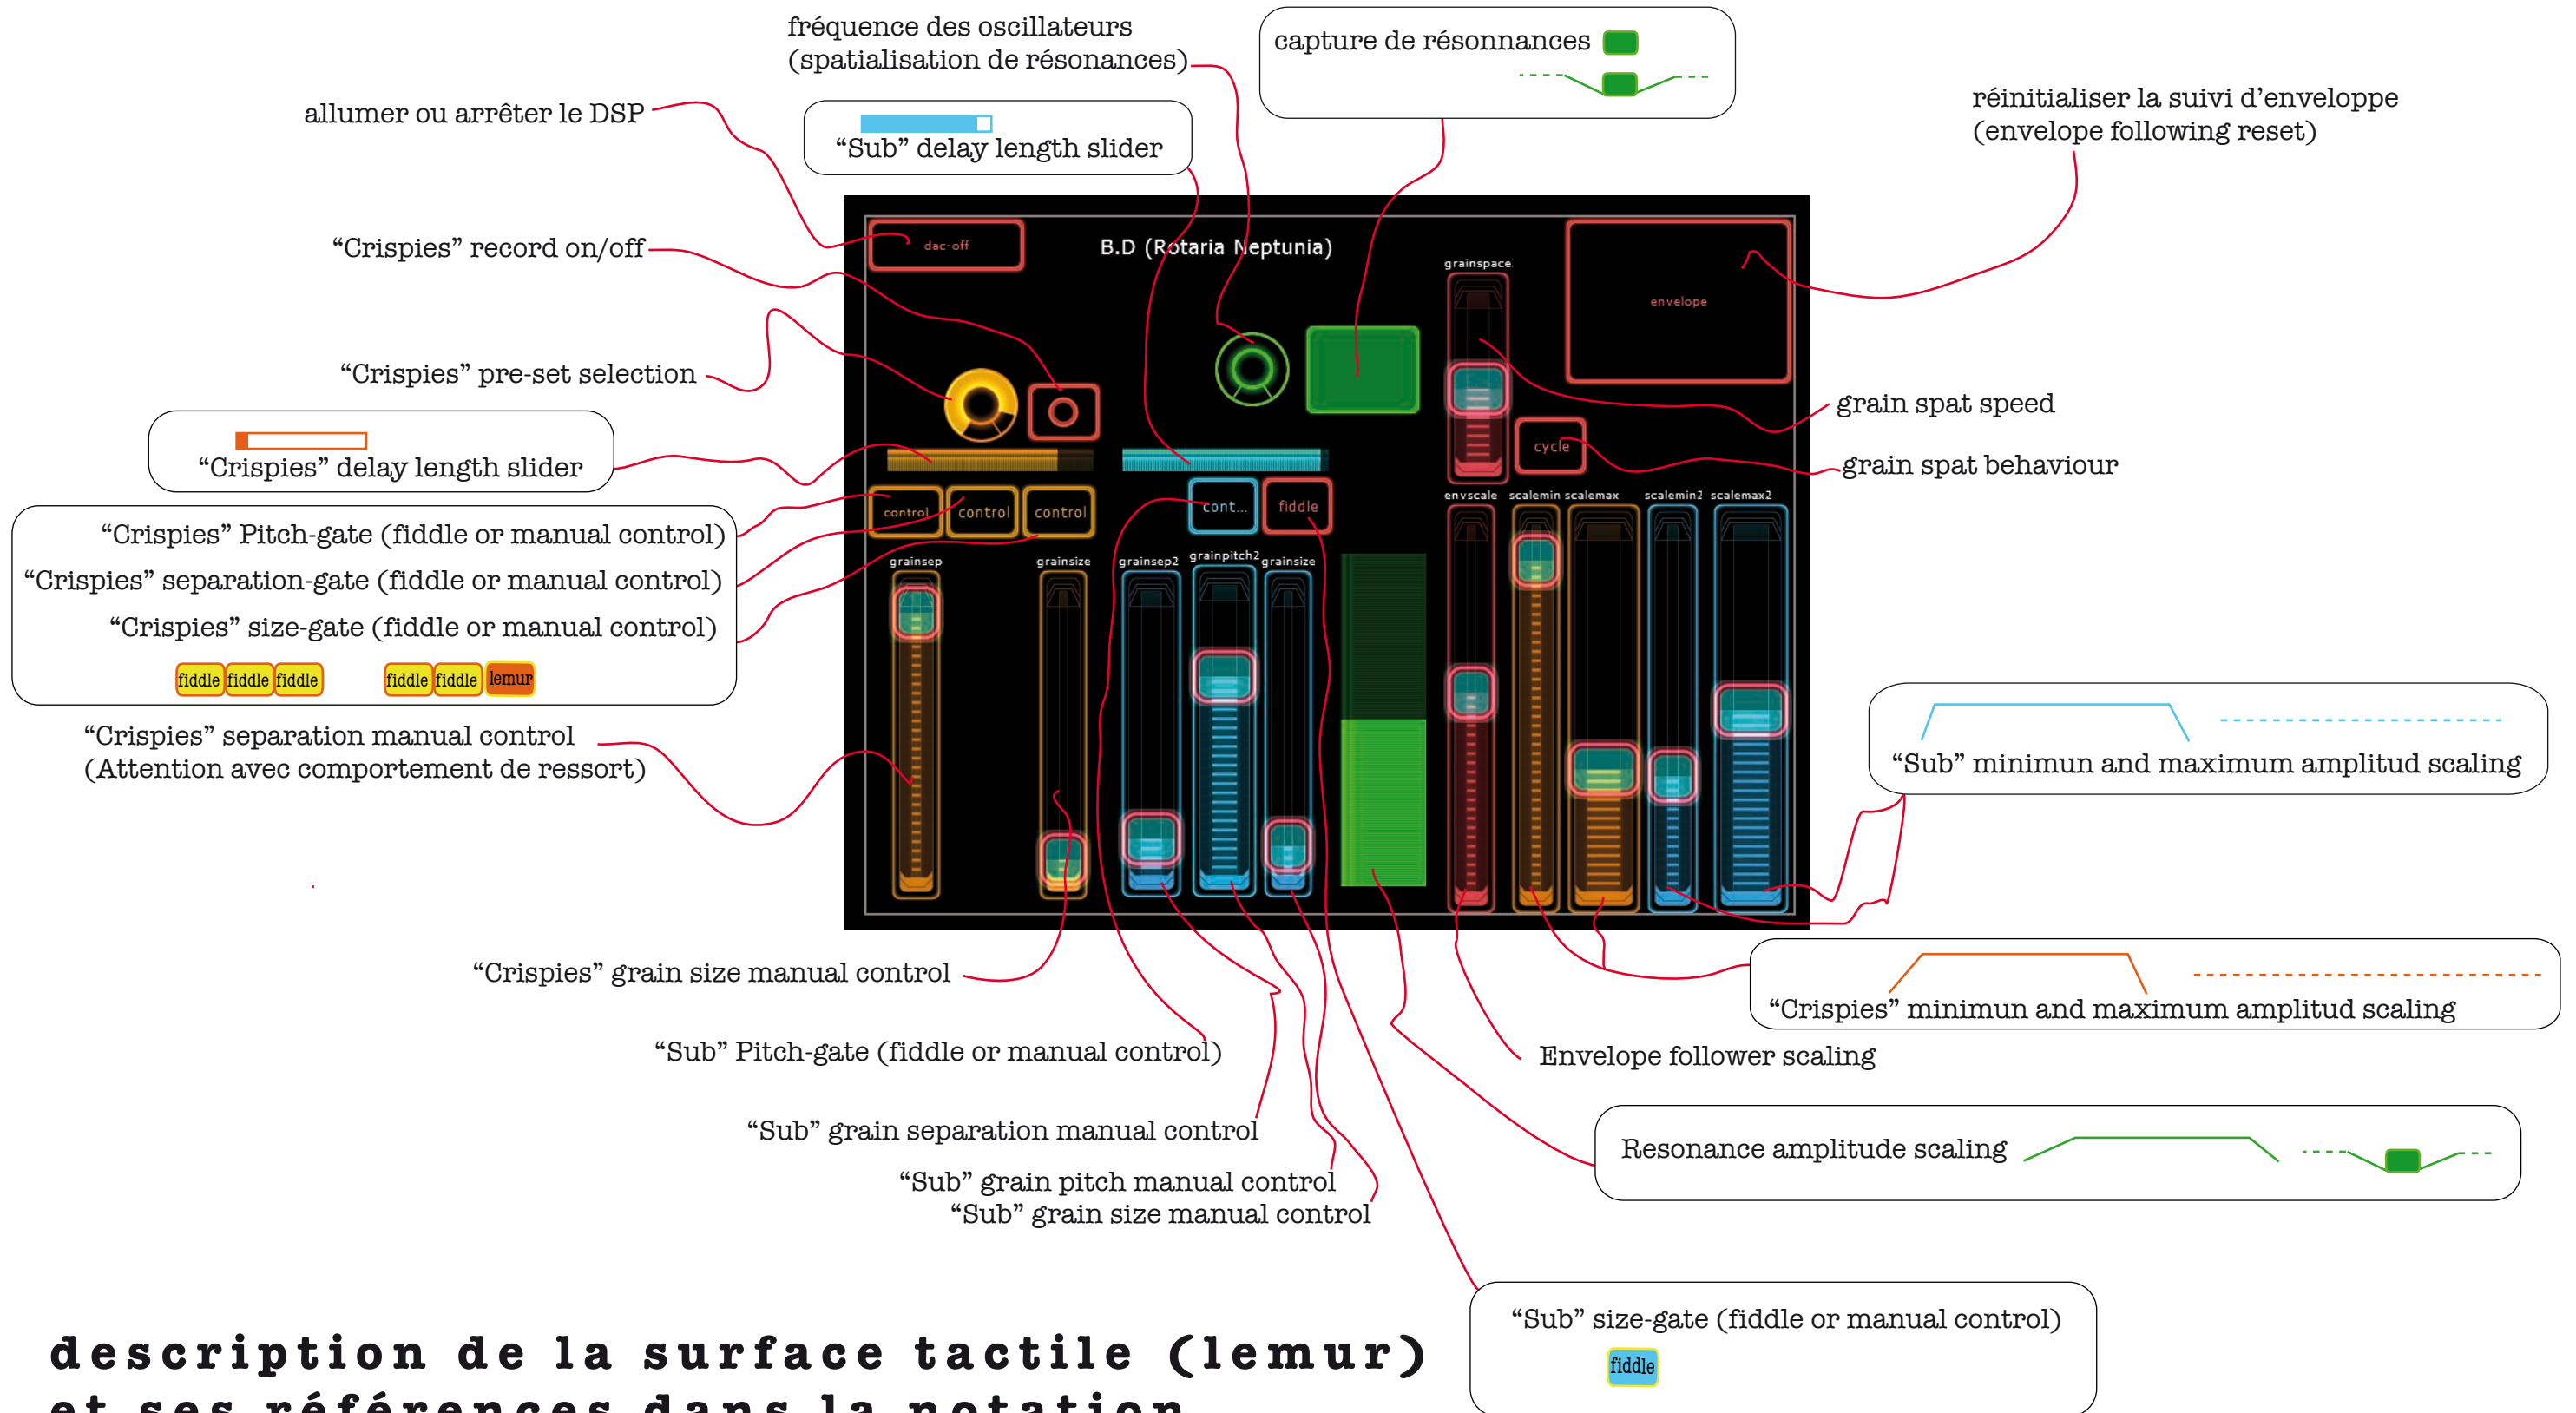 fréquence des oscillateurs
(spatialisation de résonances)
capture de résonnances
allumer ou arrêter le DSP
“Sub” delay length slider
réinitialiser la suivi d’enveloppe
(envelope following reset)
“Crispies” record on/off
“Crispies” pre-set selection
“Crispies” delay length slider
“Crispies” Pitch-gate (fiddle or manual control)
“Crispies” separation-gate (fiddle or manual control)
“Crispies” size-gate (fiddle or manual control)
fiddle fiddle fiddle fiddle fiddle lemur
“Crispies” separation manual control
(Attention avec comportement de ressort)
dac-off
B.D (Rotaria Neptunia)
grainspace
envelope
cycle
control control control cont... fiddle
envscale scalemin scalemax scalemin2 scalemax2
grainsep grainsize grainsep2 grainpitch2 grainsize
grain spat speed
grain spat behaviour
“Sub” minimun and maximum amplitud scaling
“Crispies” minimun and maximum amplitud scaling
“Crispies” grain size manual control
“Sub” Pitch-gate (fiddle or manual control)
Envelope follower scaling
“Sub” grain separation manual control
Resonance amplitude scaling
“Sub” grain pitch manual control
“Sub” grain size manual control
“Sub” size-gate (fiddle or manual control)
fiddle
description de la surface tactile (lemur)
et ses références dans la notation